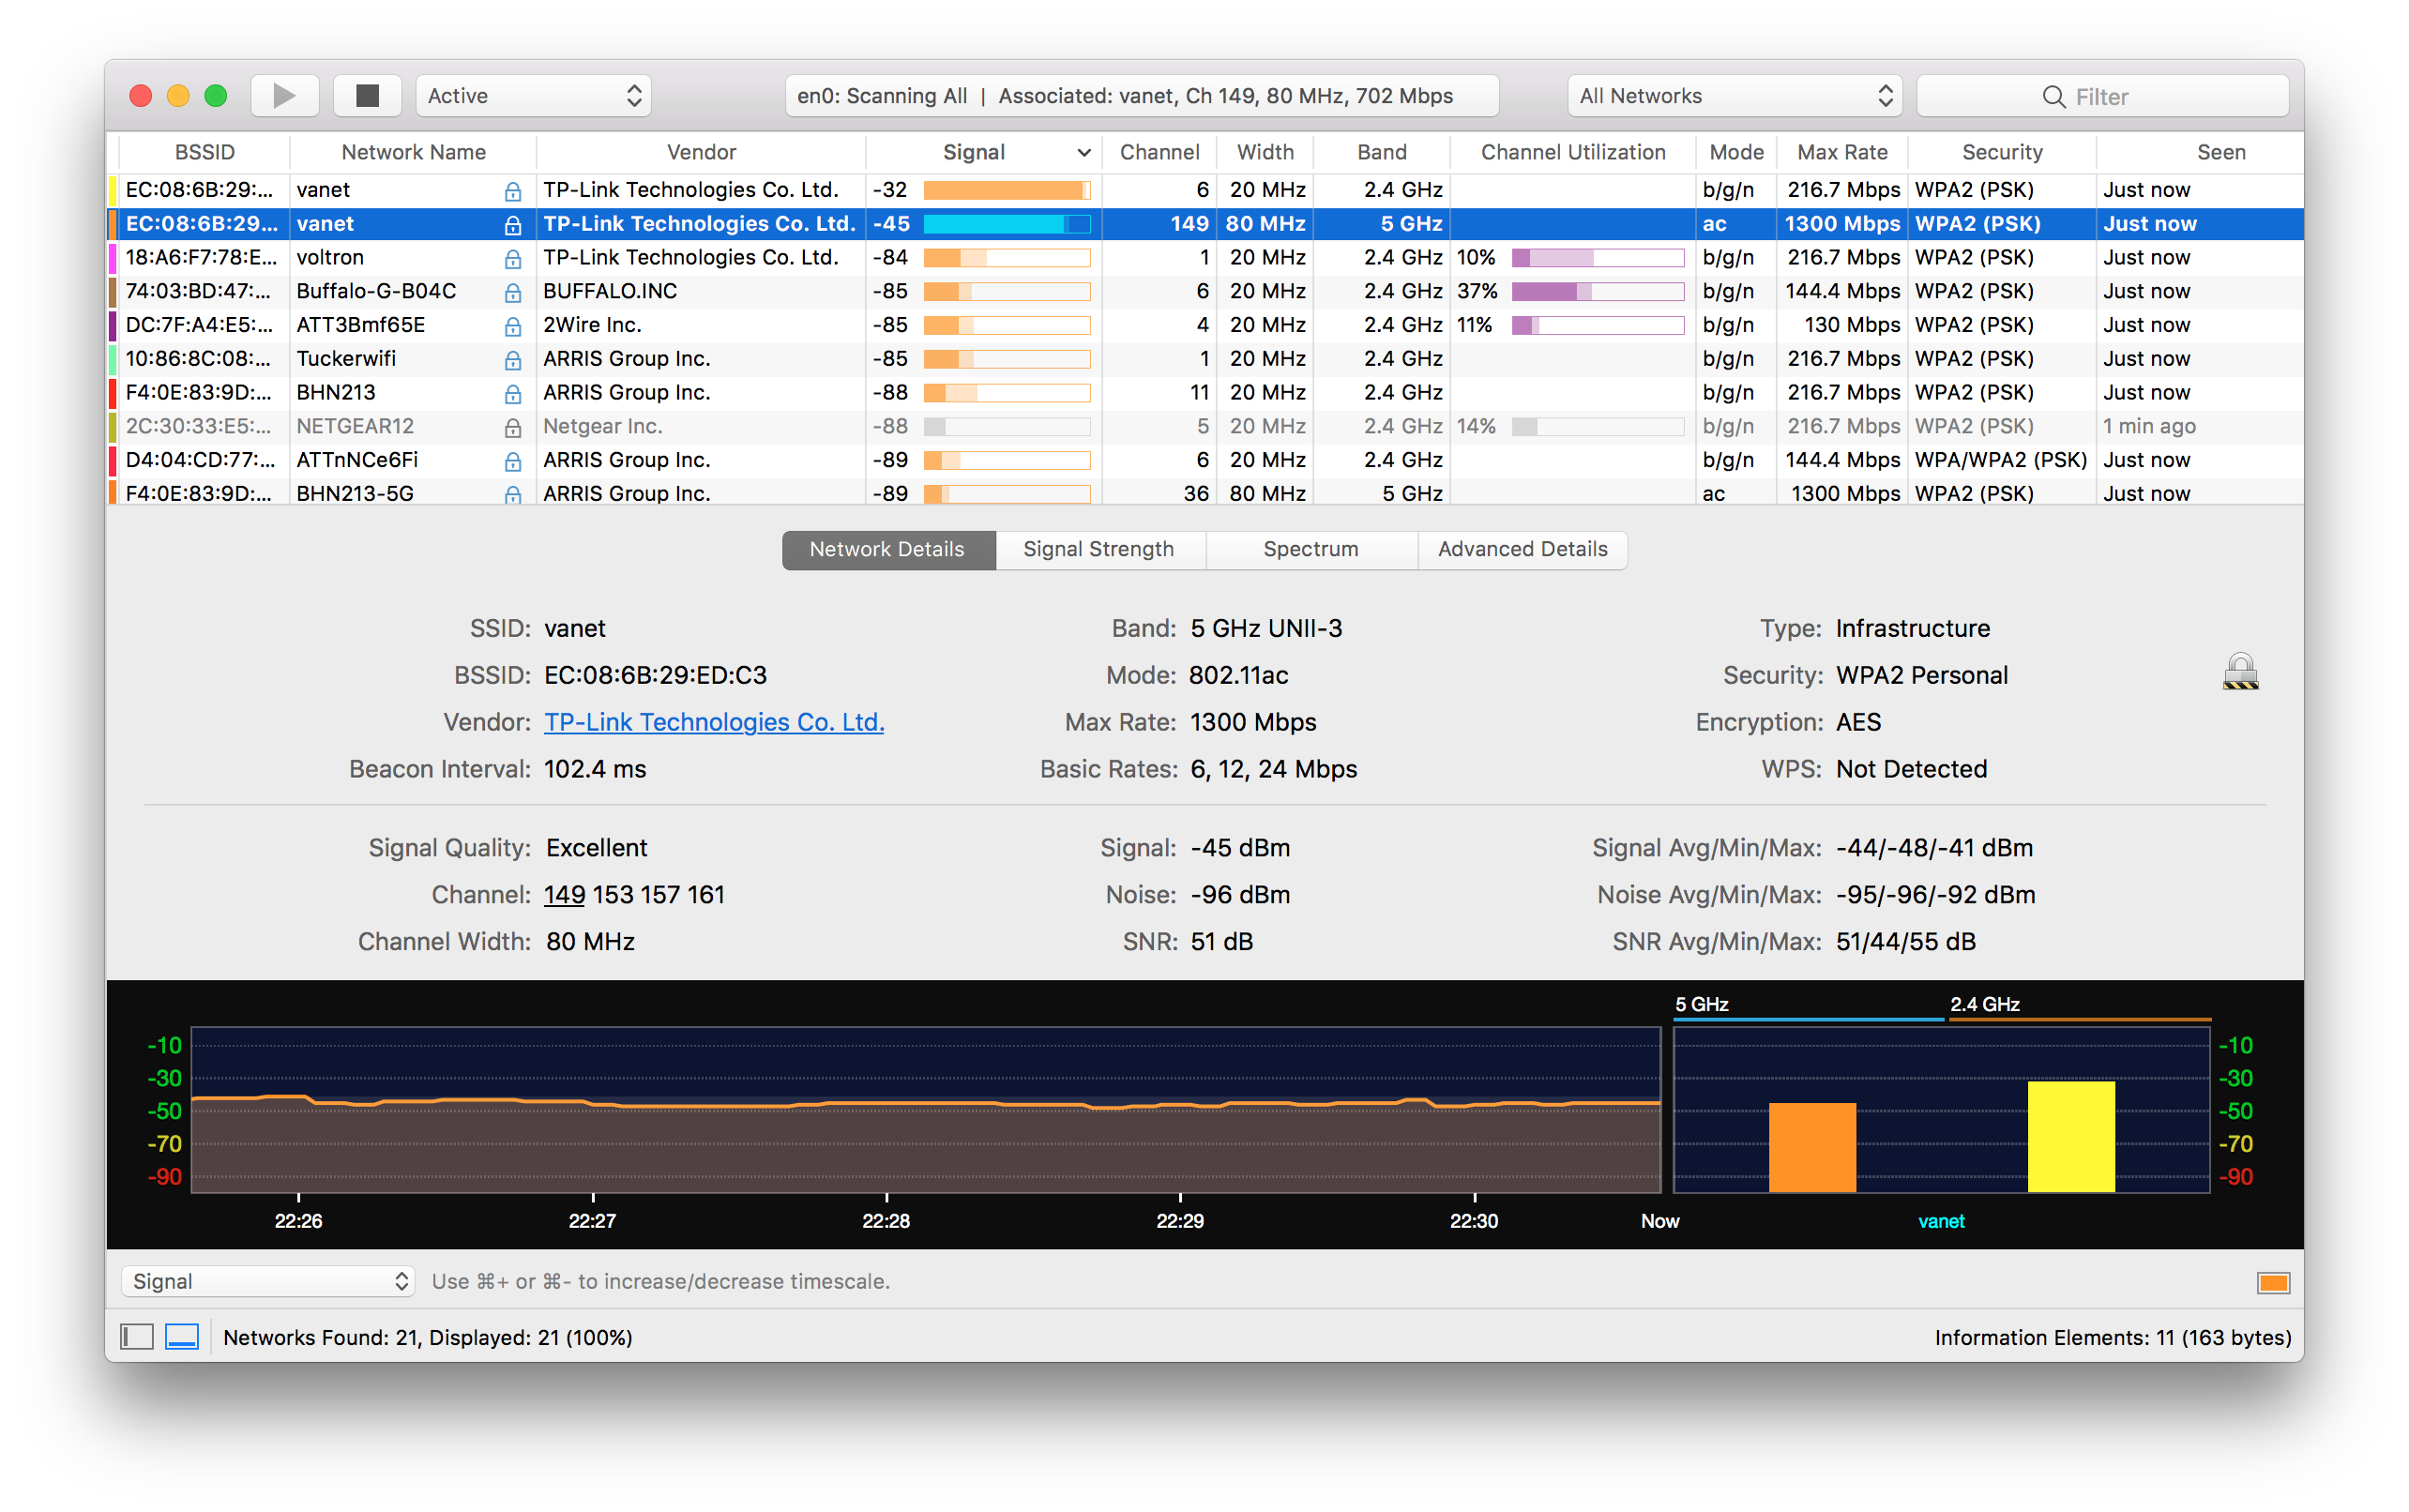 Active
en0: Scanning All | Associated: vanet, Ch 149, 80 MHz, 702 Mbps
All Networks
Filter
BSSID Network Name Vendor Signal Channel Width Band Channel Utilization Mode Max Rate Security Seen
EC:08:6B:29:... vanet TP-Link Technologies Co. Ltd. -32 6 20 MHz 2.4 GHz b/g/n 216.7 Mbps WPA2 (PSK) Just now
EC:08:6B:29... vanet TP-Link Technologies Co. Ltd. -45 149 80 MHz 5 GHz ac 1300 Mbps WPA2 (PSK) Just now
18:A6:F7:78:E... voltron TP-Link Technologies Co. Ltd. -84 1 20 MHz 2.4 GHz 10% b/g/n 216.7 Mbps WPA2 (PSK) Just now
74:03:BD:47:... Buffalo-G-B04C BUFFALO.INC -85 6 20 MHz 2.4 GHz 37% b/g/n 144.4 Mbps WPA2 (PSK) Just now
DC:7F:A4:E5:... ATT3Bmf65E 2Wire Inc. -85 4 20 MHz 2.4 GHz 11% b/g/n 130 Mbps WPA2 (PSK) Just now
10:86:8C:08:... Tuckerwifi ARRIS Group Inc. -85 1 20 MHz 2.4 GHz b/g/n 216.7 Mbps WPA2 (PSK) Just now
F4:0E:83:9D:... BHN213 ARRIS Group Inc. -88 11 20 MHz 2.4 GHz b/g/n 216.7 Mbps WPA2 (PSK) Just now
2C:30:33:E5:... NETGEAR12 Netgear Inc. -88 5 20 MHz 2.4 GHz 14% b/g/n 216.7 Mbps WPA2 (PSK) 1 min ago
D4:04:CD:77:... ATTnNCe6Fi ARRIS Group Inc. -89 6 20 MHz 2.4 GHz b/g/n 144.4 Mbps WPA/WPA2 (PSK) Just now
F4:0E:83:9D:... BHN213-5G ARRIS Group Inc. -89 36 80 MHz 5 GHz ac 1300 Mbps WPA2 (PSK) Just now
Network Details Signal Strength Spectrum Advanced Details
SSID: vanet Band: 5 GHz UNII-3 Type: Infrastructure
BSSID: EC:08:6B:29:ED:C3 Mode: 802.11ac Security: WPA2 Personal
Vendor: TP-Link Technologies Co. Ltd. Max Rate: 1300 Mbps Encryption: AES
Beacon Interval: 102.4 ms Basic Rates: 6, 12, 24 Mbps WPS: Not Detected
Signal Quality: Excellent Signal: -45 dBm Signal Avg/Min/Max: -44/-48/-41 dBm
Channel: 149 153 157 161 Noise: -96 dBm Noise Avg/Min/Max: -95/-96/-92 dBm
Channel Width: 80 MHz SNR: 51 dB SNR Avg/Min/Max: 51/44/55 dB
5 GHz 2.4 GHz
-10 -10
-30 -30
-50 -50
-70 -70
-90 -90
22:26 22:27 22:28 22:29 22:30 Now vanet
Signal Use ⌘+ or ⌘- to increase/decrease timescale.
Networks Found: 21, Displayed: 21 (100%) Information Elements: 11 (163 bytes)